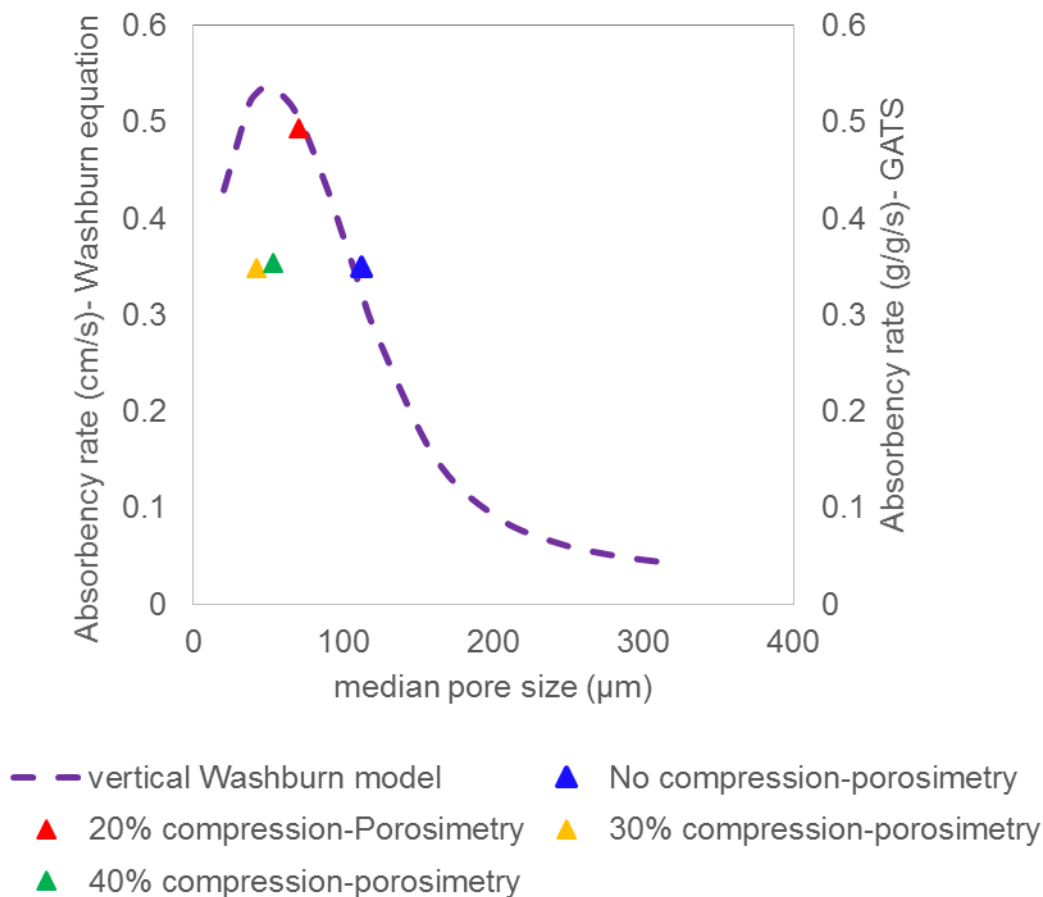 Absorbency rate (cm/s)- Washburn equation
0.6
0.5
0.4
0.3
0.2
0.1
0
0.6
0.5
0.4
0.3
0.2
0.1
0
Absorbency rate (g/g/s)- GATS
0 100 200 300 400
median pore size (µm)
vertical Washburn model
No compression-porosimetry
20% compression-Porosimetry
30% compression-porosimetry
40% compression-porosimetry